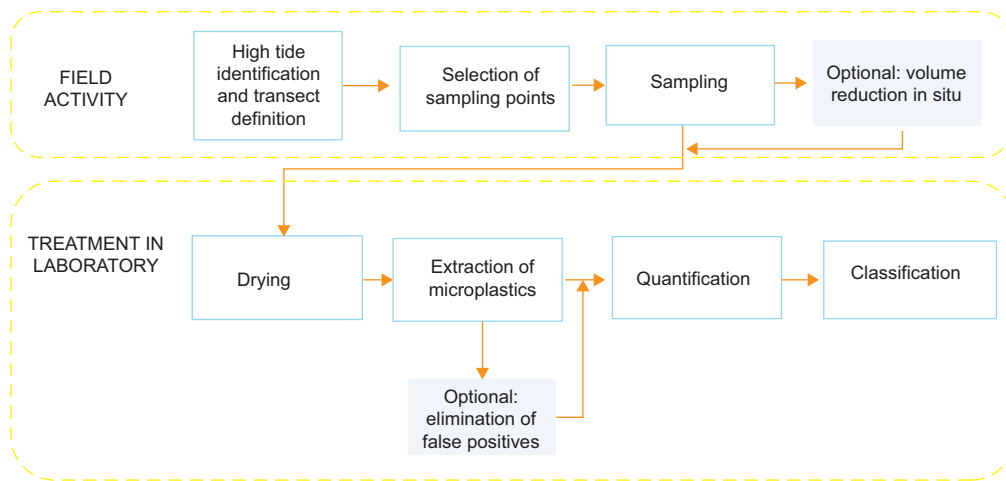 FIELD
ACTIVITY
High tide
identification
and transect
definition
Selection of
sampling points
Sampling
Optional: volume
reduction in situ
TREATMENT IN
LABORATORY
Drying
Extraction of
microplastics
Quantification
Classification
Optional:
elimination of
false positives